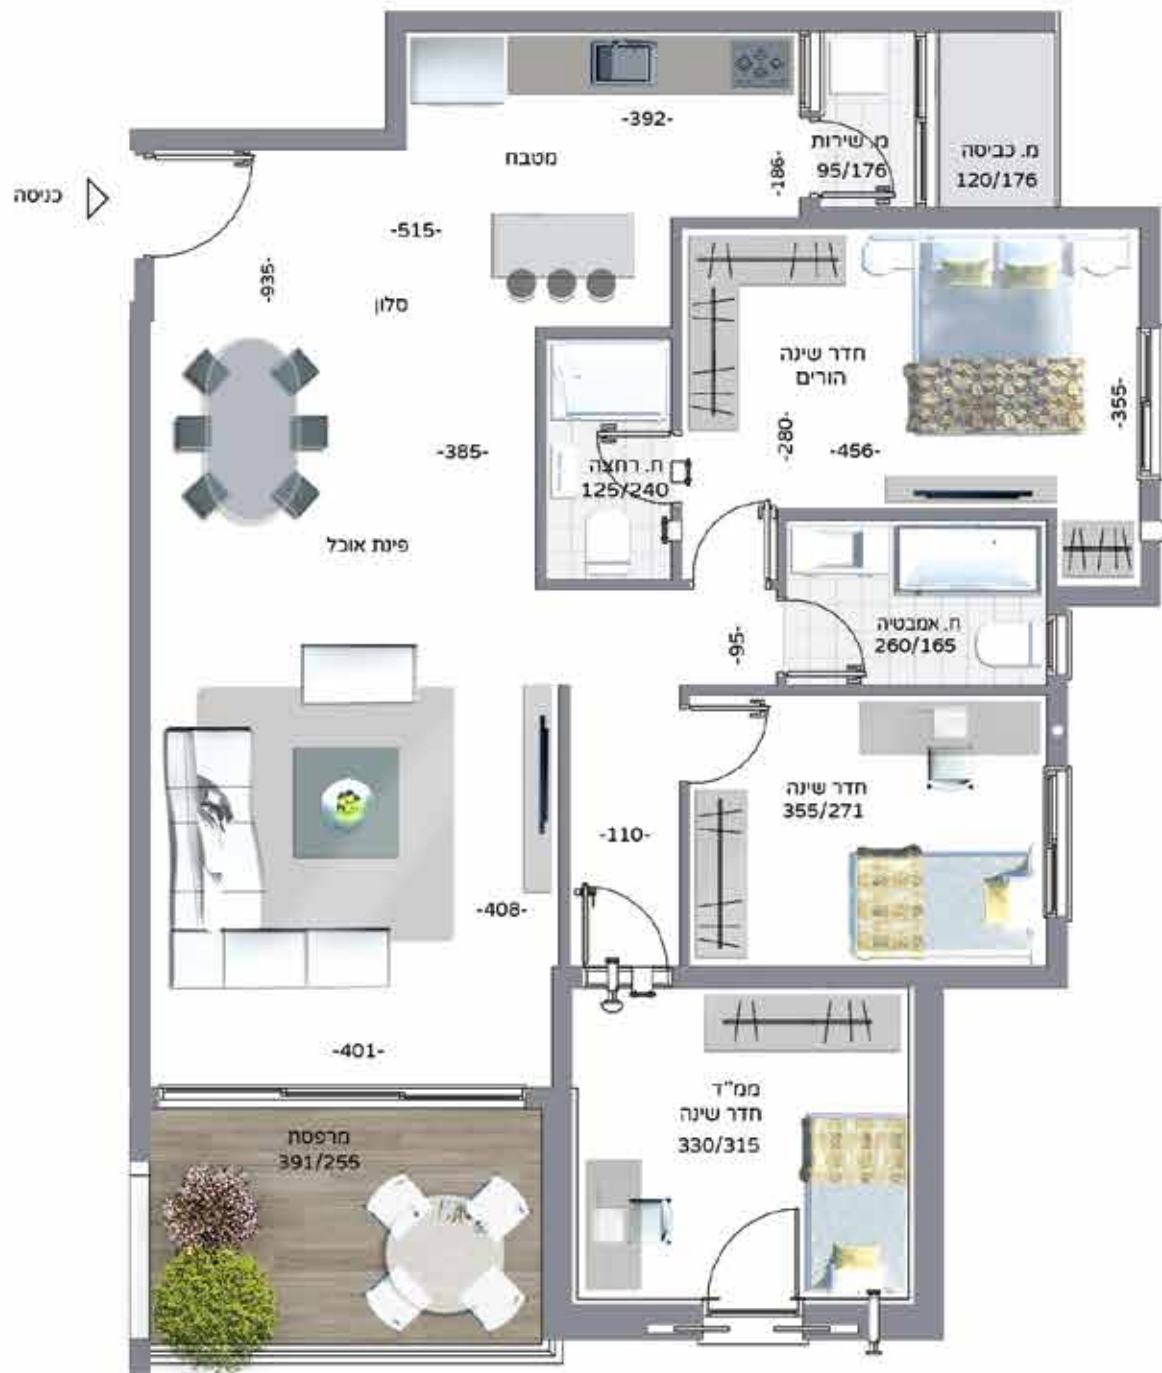 -392-
מטבח
-186-
מ. שירות
95/176
מ. כביסה
120/176
כניסה
-515-
-935-
סלון
חדר שינה
הורים
-355-
-280-
-456-
-385-
ח. רחצה
125/240
פינת אוכל
ח. אמבטיה
260/165
-95-
חדר שינה
355/271
-110-
-408-
-401-
ממ"ד
חדר שינה
330/315
מרפסת
391/255